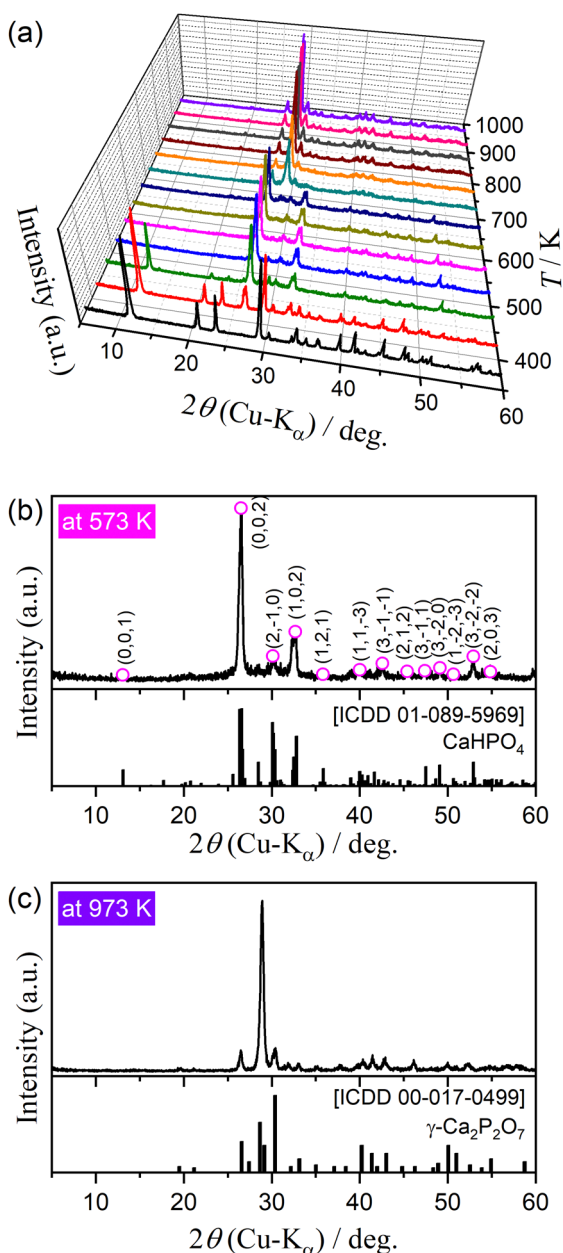 (a)
Intensity (a.u.)
10
20
30
40
50
60
2θ (Cu-Kα) / deg.
400
500
600
700
800
900
1000
T / K
(b)
at 573 K
Intensity (a.u.)
(0,0,1)
(0,0,2)
(2,-1,0)
(1,0,2)
(1,2,1)
(1,1,-3)
(3,-1,-1)
(2,1,2)
(3,-1,1)
(3,-2,0)
(1,-2,-3)
(3,-2,-2)
(2,0,3)
[ICDD 01-089-5969]
CaHPO₄
10 20 30 40 50 60
2θ (Cu-Kα) / deg.
(c)
at 973 K
Intensity (a.u.)
[ICDD 00-017-0499]
γ-Ca₂P₂O₇
10 20 30 40 50 60
2θ (Cu-Kα) / deg.